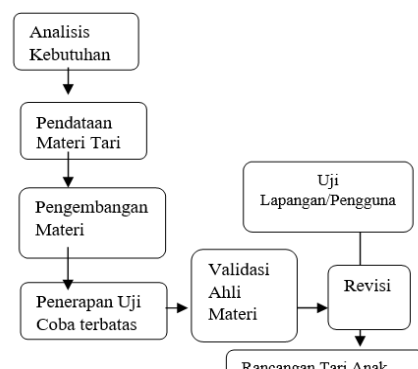 Analisis
Kebutuhan
Pendataan
Materi Tari
Pengembangan
Materi
Penerapan Uji
Coba terbatas
Validasi
Ahli
Materi
Uji
Lapangan/Pengguna
Revisi
Rancangan Tari Anak